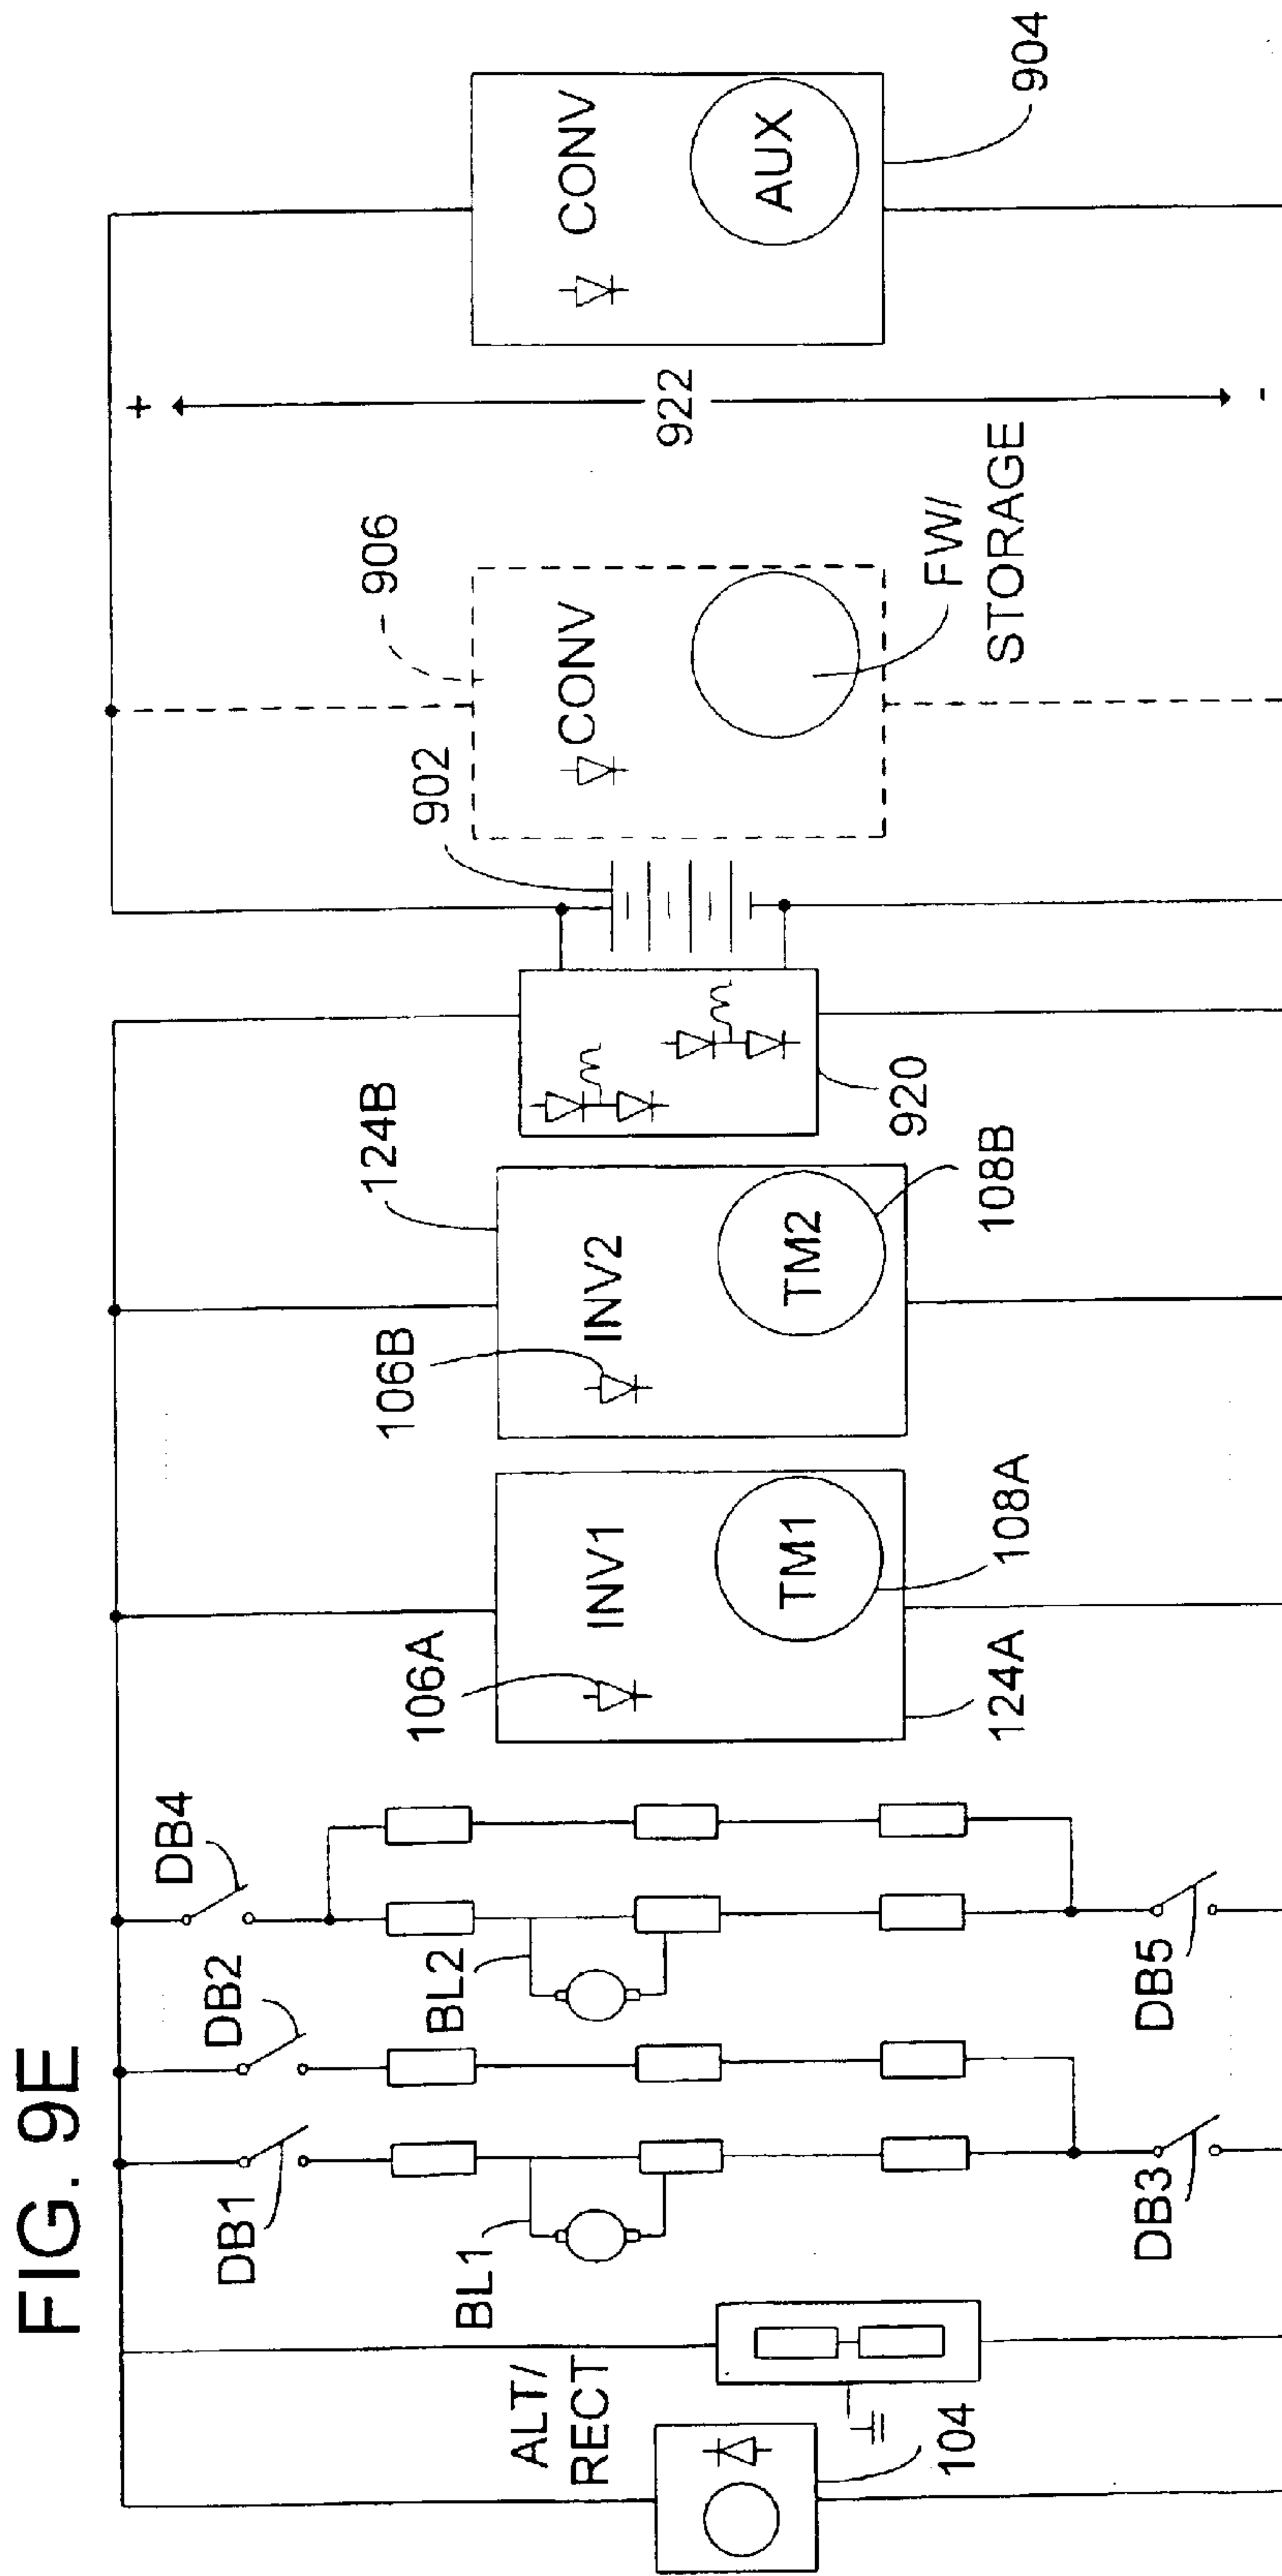 FIG. 9E
DB1
DB2
DB4
BL1
BL2
DB3
DB5
ALT/
RECT
104
106A
INV1
TM1
108A
124A
106B
INV2
TM2
108B
124B
920
902
906
CONV
FW/
STORAGE
+
922
-
CONV
AUX
904